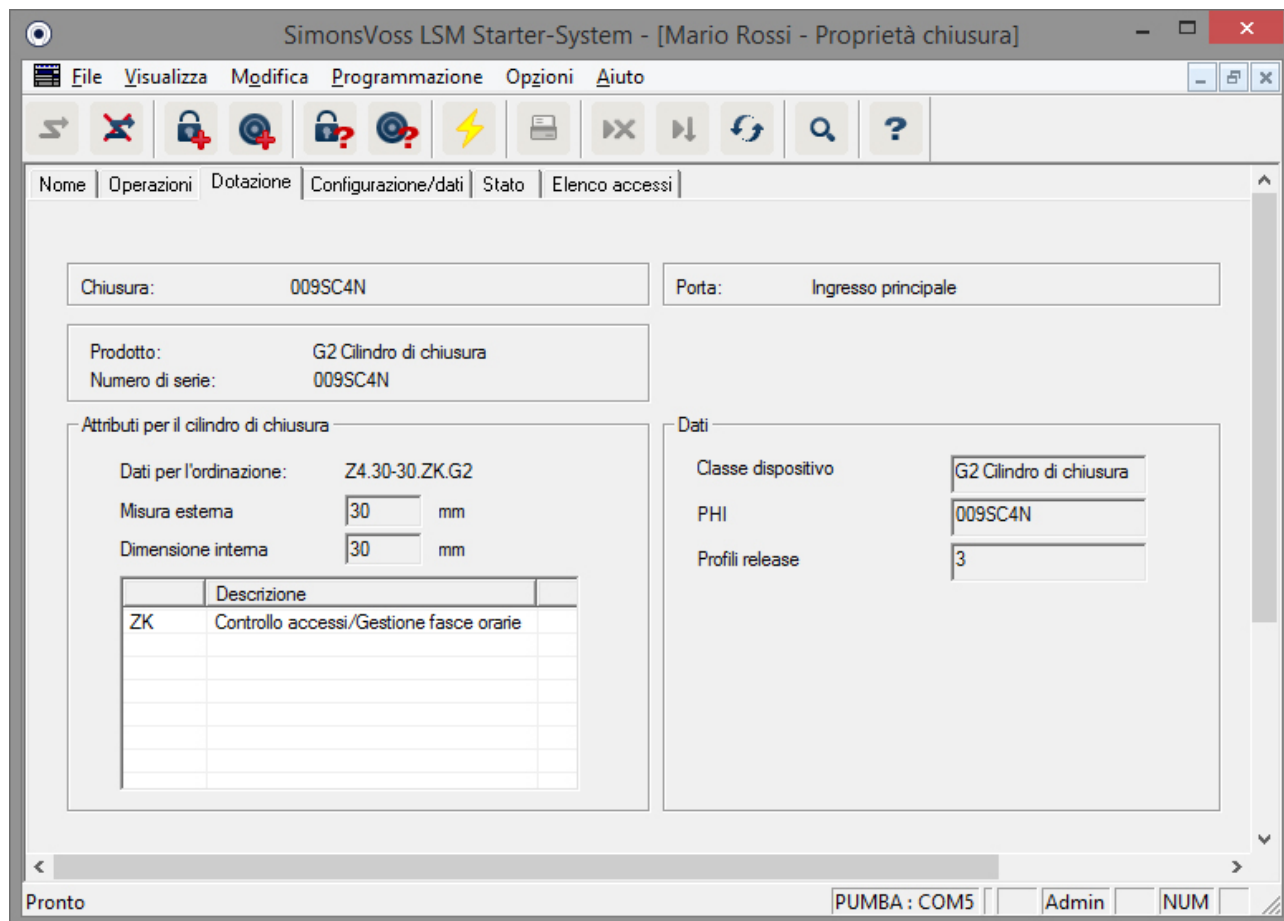 SimonsVoss LSM Starter-System - [Mario Rossi - Proprietà chiusura]
File Visualizza Modifica Programmazione Opzioni Aiuto
Nome Operazioni Dotazione Configurazione/dati Stato Elenco accessi
Chiusura: 009SC4N Porta: Ingresso principale
Prodotto: G2 Cilindro di chiusura
Numero di serie: 009SC4N
Attributi per il cilindro di chiusura Dati
Dati per l'ordinazione: Z4.30-30.ZK.G2 Classe dispositivo G2 Cilindro di chiusura
Misura esterna 30 mm PHI 009SC4N
Dimensione interna 30 mm Profili release 3
Descrizione
ZK Controllo accessi/Gestione fasce orarie
Pronto PUMBA : COM5 Admin NUM